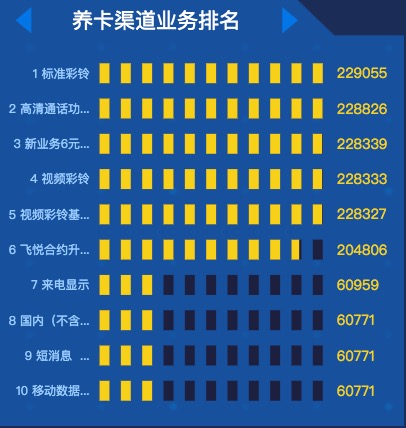 养卡渠道业务排名
1 标准彩铃 229055
2 高清通话功... 228826
3 新业务6元... 228339
4 视频彩铃 228333
5 视频彩铃基... 228327
6 飞悦合约升... 204806
7 来电显示 60959
8 国内（不含... 60771
9 短消息 ... 60771
10 移动数据... 60771